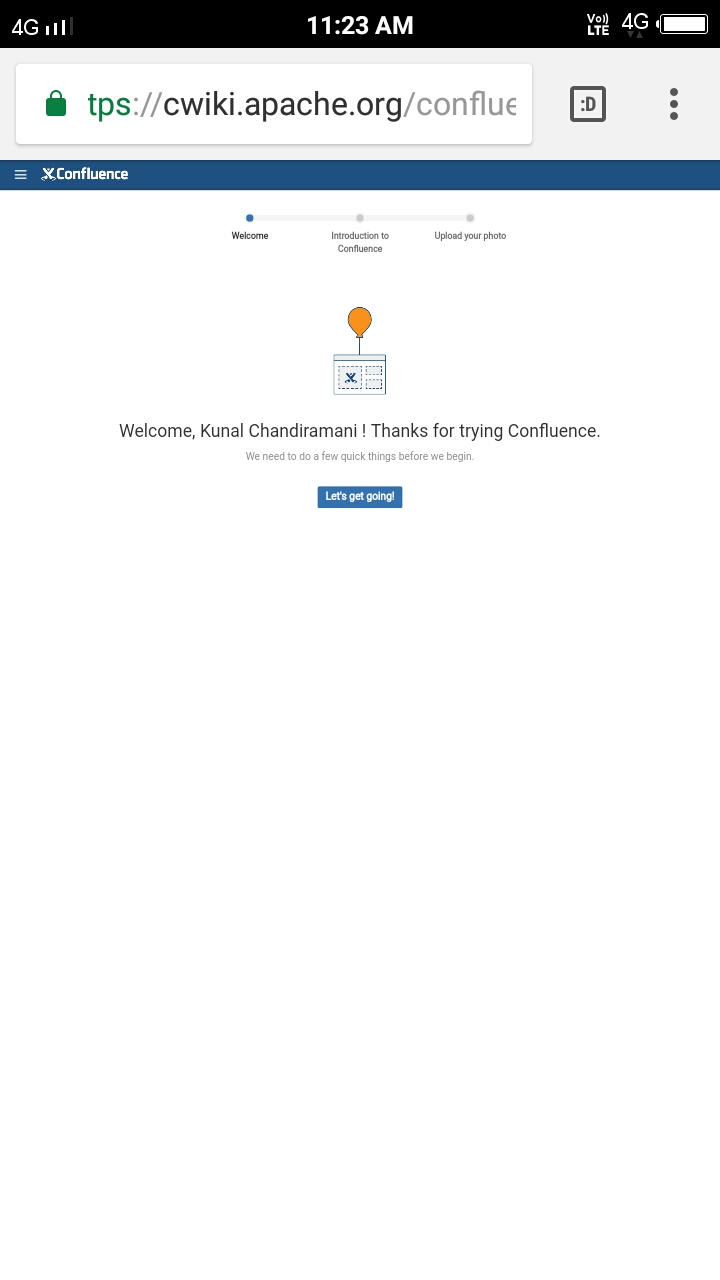 4G 11:23 AM Vo)) LTE 4G
tps://cwiki.apache.org/conflue :D
Confluence
Welcome Introduction to Confluence Upload your photo
Welcome, Kunal Chandiramani ! Thanks for trying Confluence.
We need to do a few quick things before we begin.
Let's get going!